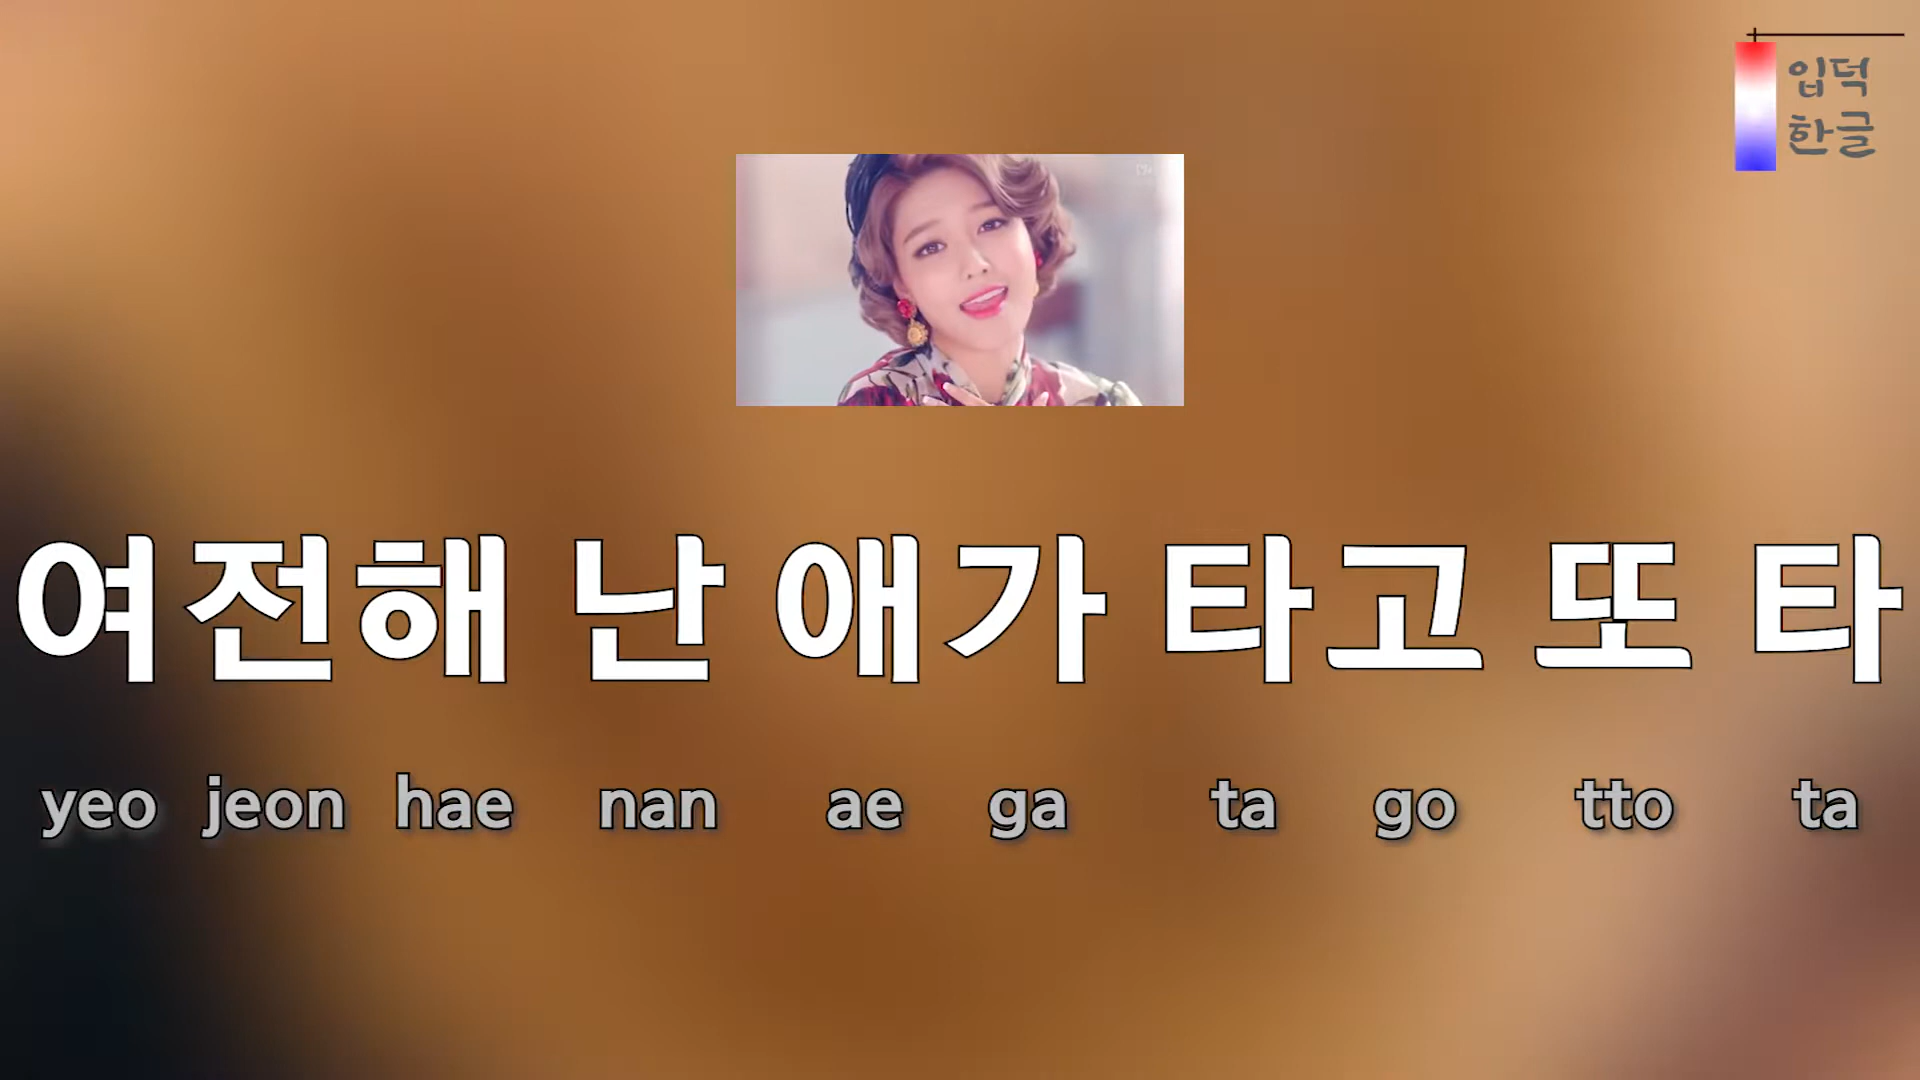 입덕
한글
여전해 난 애가 타고 또 타
yeo jeon hae nan ae ga ta go tto ta